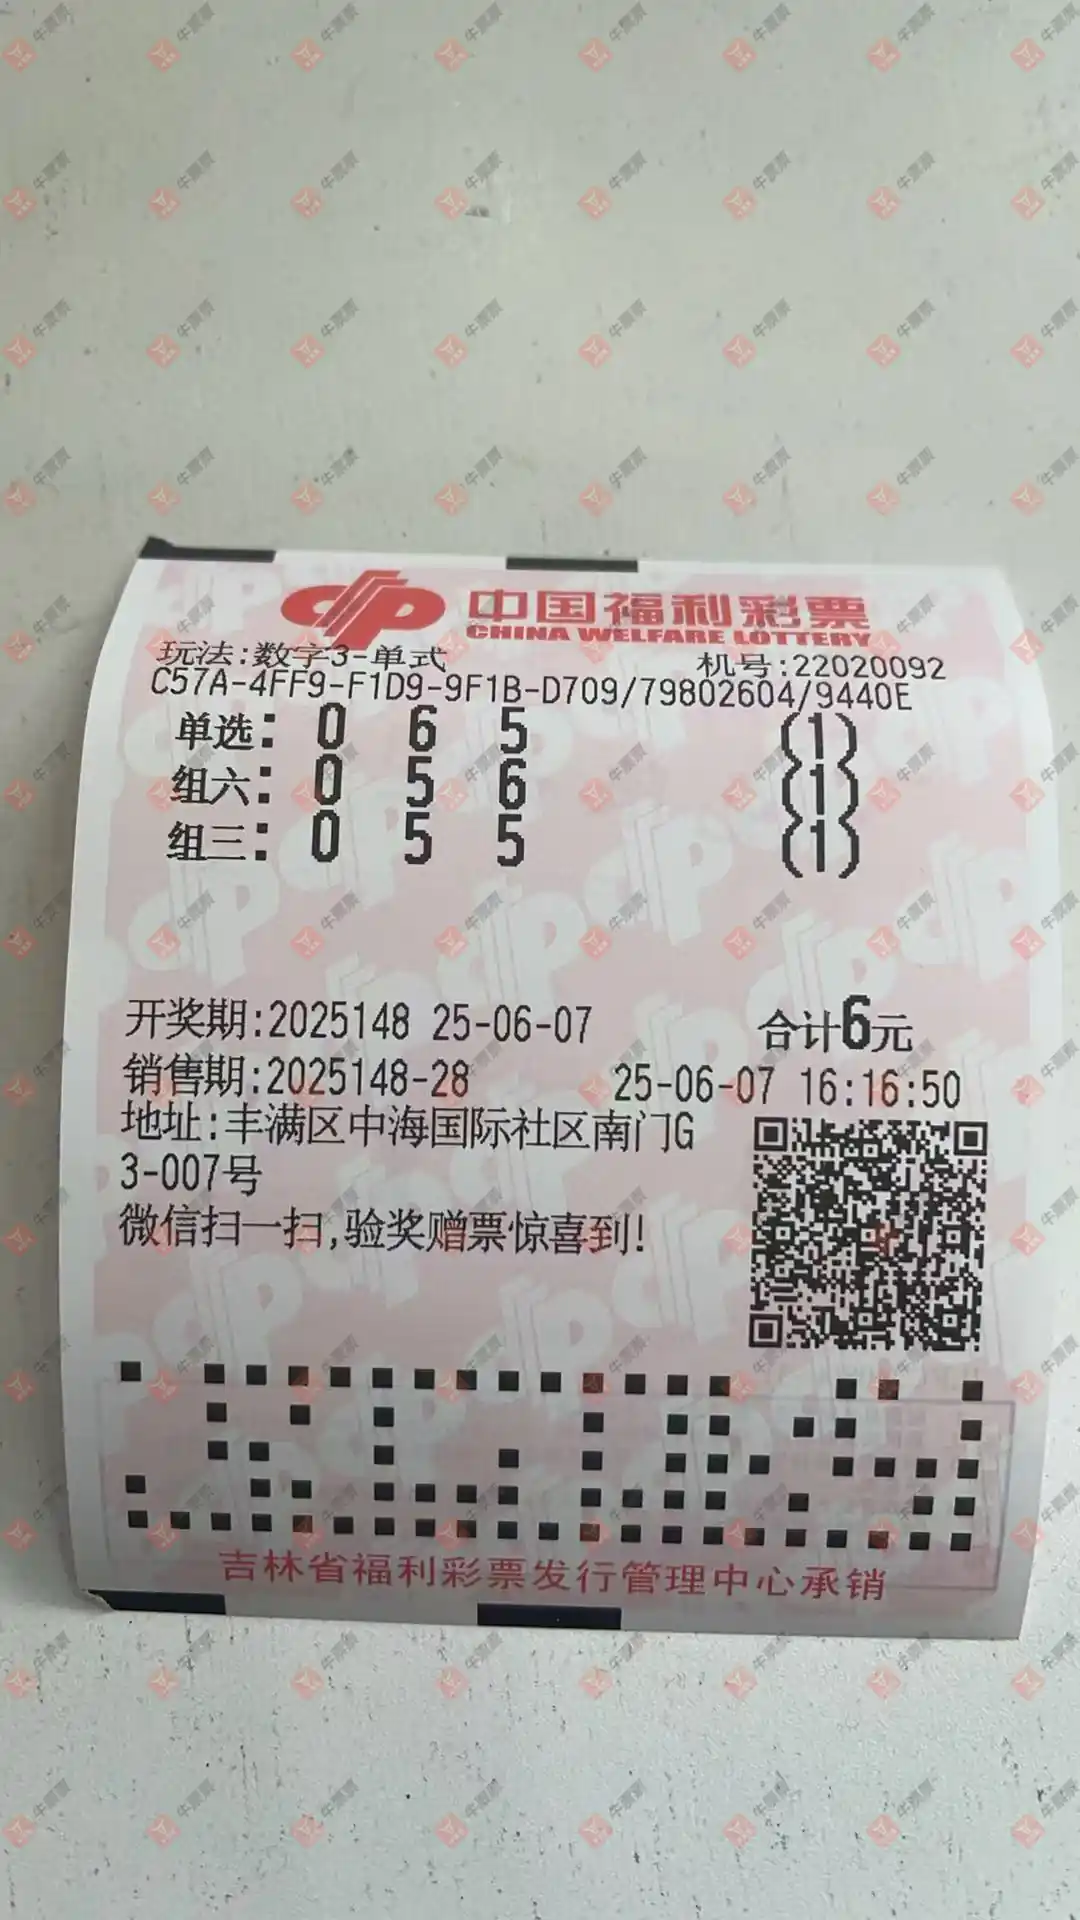 中国福利彩票
CHINA WELFARE LOTTERY
玩法:数字3-单式 机号:22020092
C57A-4FF9-F1D9-9F1B-D709/79802604/9440E
单选: 0 6 5 (1)
组六: 0 5 6 (1)
组三: 0 5 5 (1)
开奖期:2025148 25-06-07 合计6元
销售期:2025148-28 25-06-07 16:16:50
地址:丰满区中海国际社区南门G
3-007号
微信扫一扫,验奖赠票惊喜到!
吉林省福利彩票发行管理中心承销
牛票票